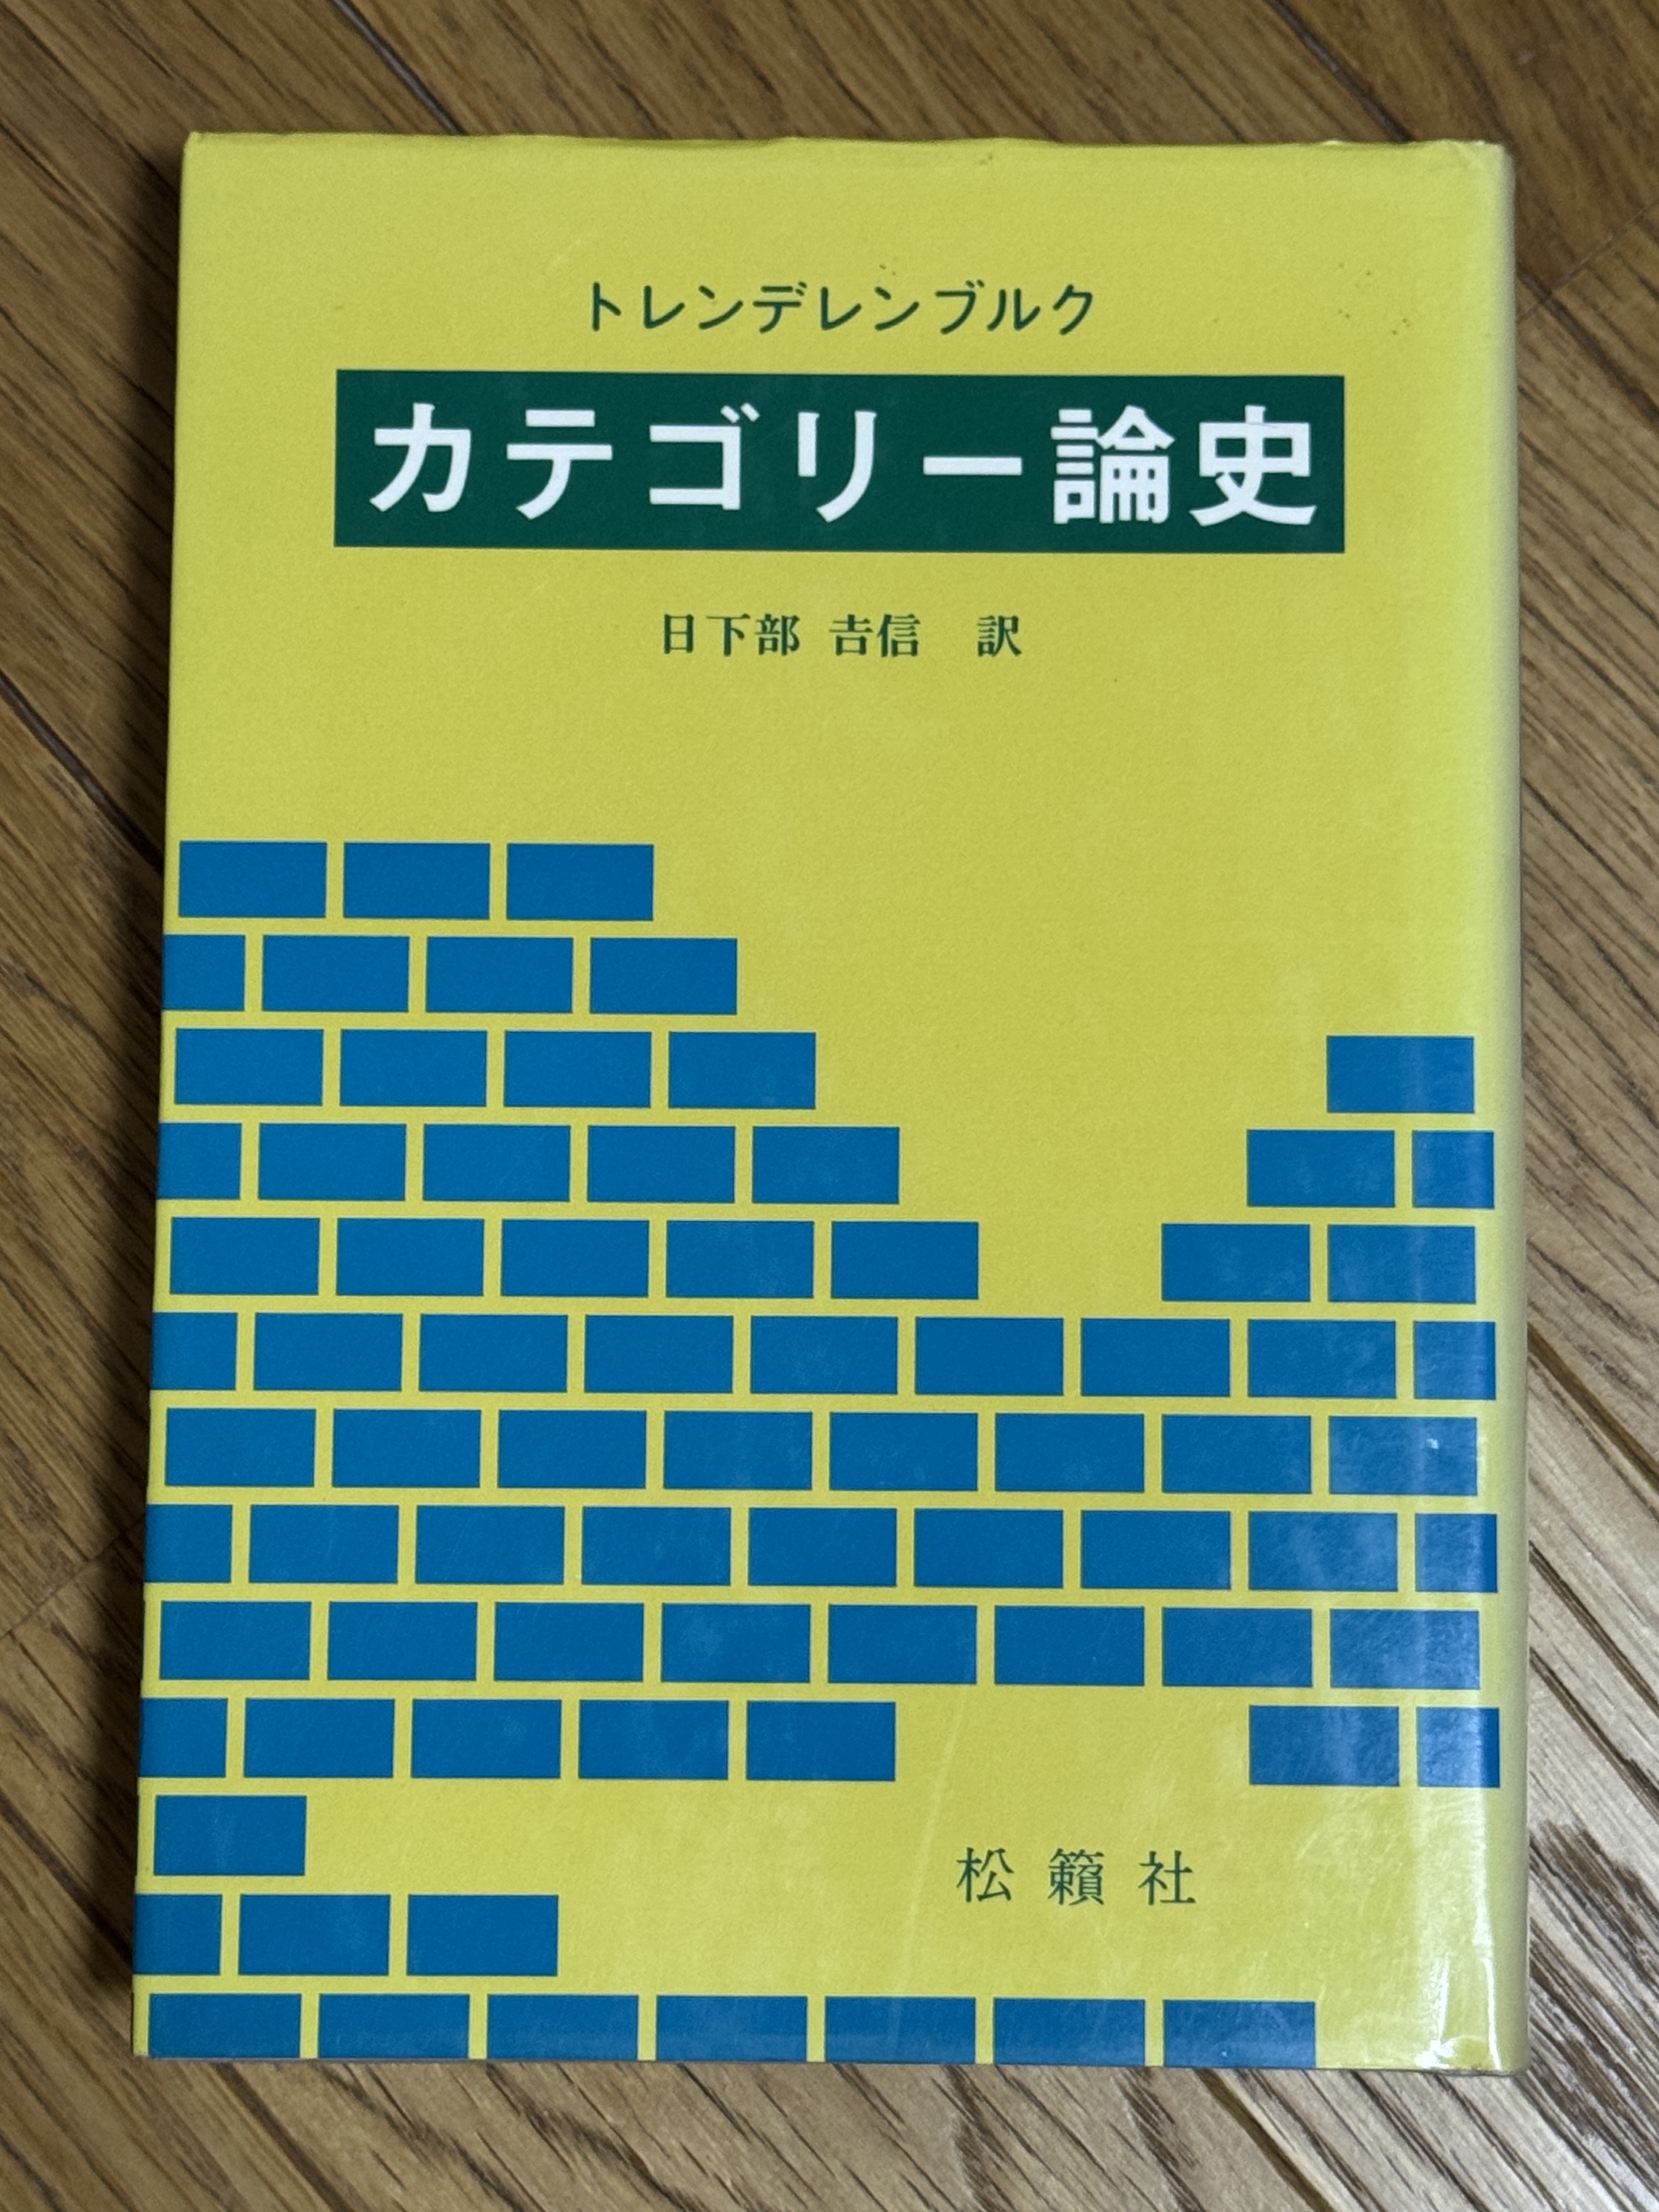 トレンデレンブルク
カテゴリー論史
日下部 吉信 訳
松籟社